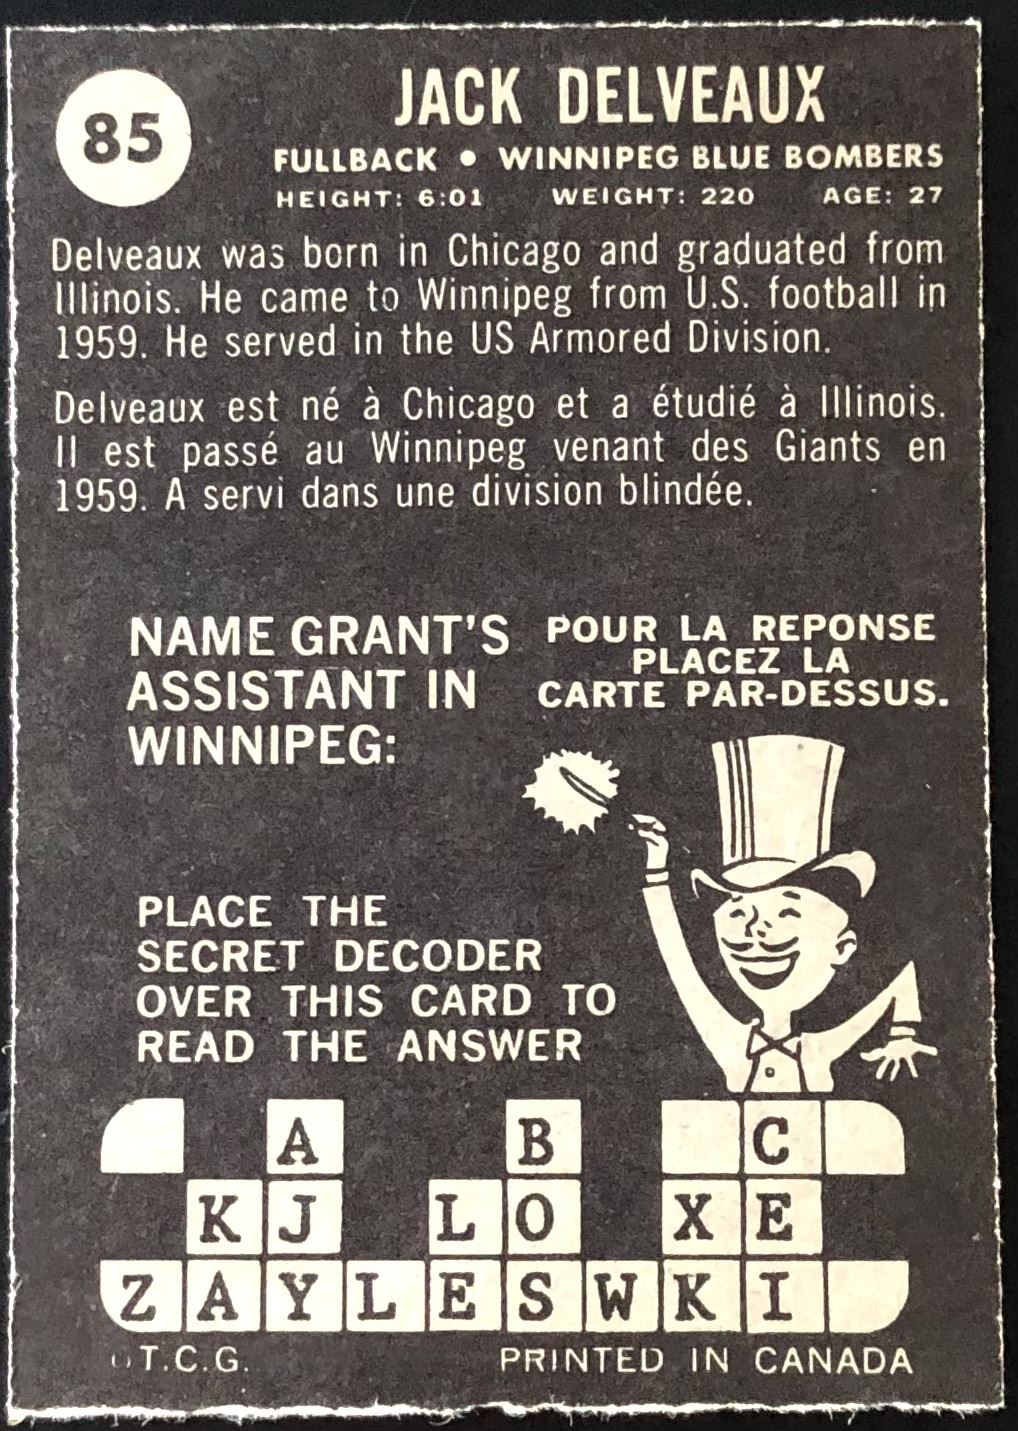 85
JACK DELVEAUX
FULLBACK • WINNIPEG BLUE BOMBERS
HEIGHT: 6:01 WEIGHT: 220 AGE: 27
Delveaux was born in Chicago and graduated from
Illinois. He came to Winnipeg from U.S. football in
1959. He served in the US Armored Division.
Delveaux est né à Chicago et a étudié à Illinois.
Il est passé au Winnipeg venant des Giants en
1959. A servi dans une division blindée.
NAME GRANT'S
ASSISTANT IN
WINNIPEG:
POUR LA REPONSE
PLACEZ LA
CARTE PAR-DESSUS.
PLACE THE
SECRET DECODER
OVER THIS CARD TO
READ THE ANSWER
A B C
K J L O X E
Z A Y L E S W K I
© T.C.G. PRINTED IN CANADA